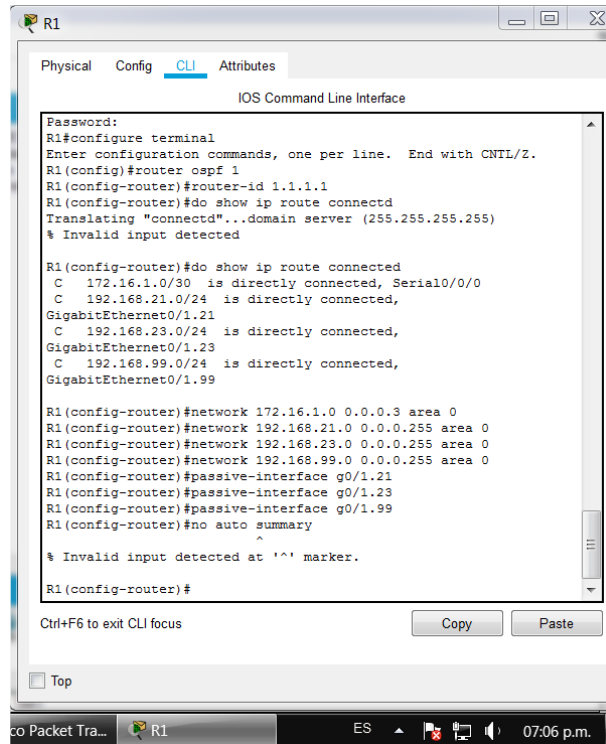 R1
Physical Config CLI Attributes
IOS Command Line Interface
Password:
R1#configure terminal
Enter configuration commands, one per line.  End with CNTL/Z.
R1(config)#router ospf 1
R1(config-router)#router-id 1.1.1.1
R1(config-router)#do show ip route connectd
Translating "connectd"...domain server (255.255.255.255)
% Invalid input detected
R1(config-router)#do show ip route connected
C   172.16.1.0/30  is directly connected, Serial0/0/0
C   192.168.21.0/24  is directly connected,
GigabitEthernet0/1.21
C   192.168.23.0/24  is directly connected,
GigabitEthernet0/1.23
C   192.168.99.0/24  is directly connected,
GigabitEthernet0/1.99
R1(config-router)#network 172.16.1.0 0.0.0.3 area 0
R1(config-router)#network 192.168.21.0 0.0.0.255 area 0
R1(config-router)#network 192.168.23.0 0.0.0.255 area 0
R1(config-router)#network 192.168.99.0 0.0.0.255 area 0
R1(config-router)#passive-interface g0/1.21
R1(config-router)#passive-interface g0/1.23
R1(config-router)#passive-interface g0/1.99
R1(config-router)#no auto summary
^
% Invalid input detected at '^' marker.
R1(config-router)#
Ctrl+F6 to exit CLI focus Copy Paste
Top
co Packet Tra... R1 ES 07:06 p.m.